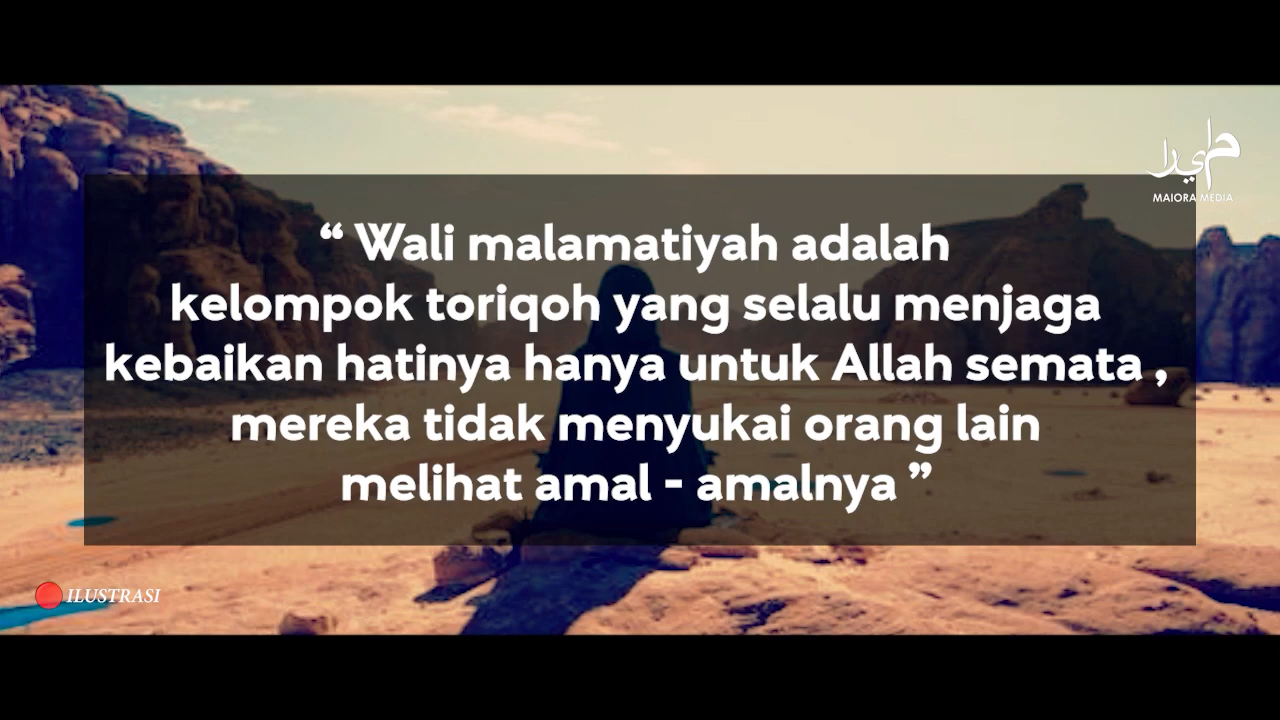 مايورا
MAIORA MEDIA
“ Wali malamatiyah adalah
kelompok toriqoh yang selalu menjaga
kebaikan hatinya hanya untuk Allah semata ,
mereka tidak menyukai orang lain
melihat amal - amalnya ”
ILUSTRASI